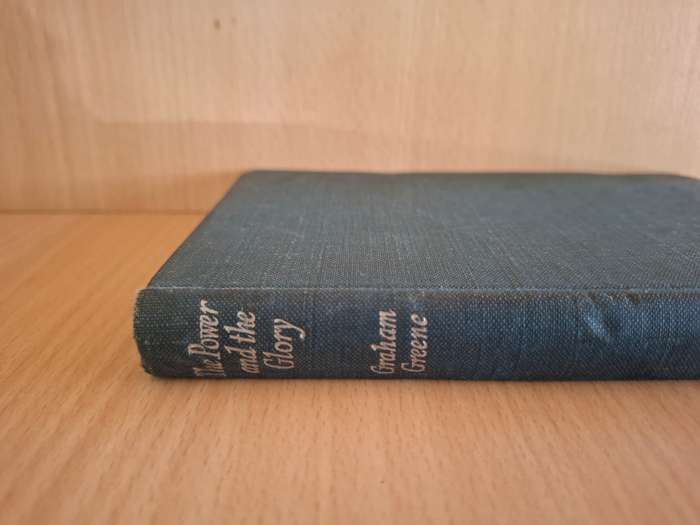 The Power
and the
Glory
Graham
Greene